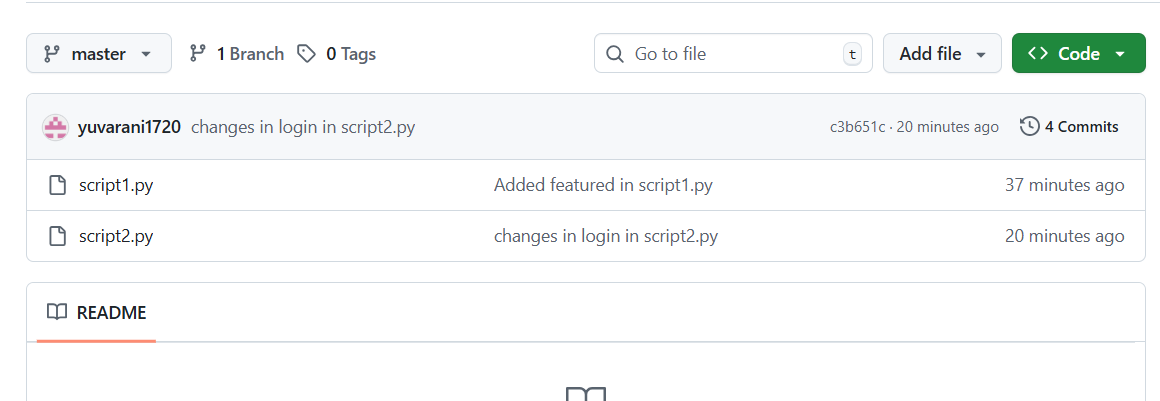 master 1 Branch 0 Tags Go to file t Add file Code
yuvarani1720 changes in login in script2.py c3b651c · 20 minutes ago 4 Commits
script1.py Added featured in script1.py 37 minutes ago
script2.py changes in login in script2.py 20 minutes ago
README